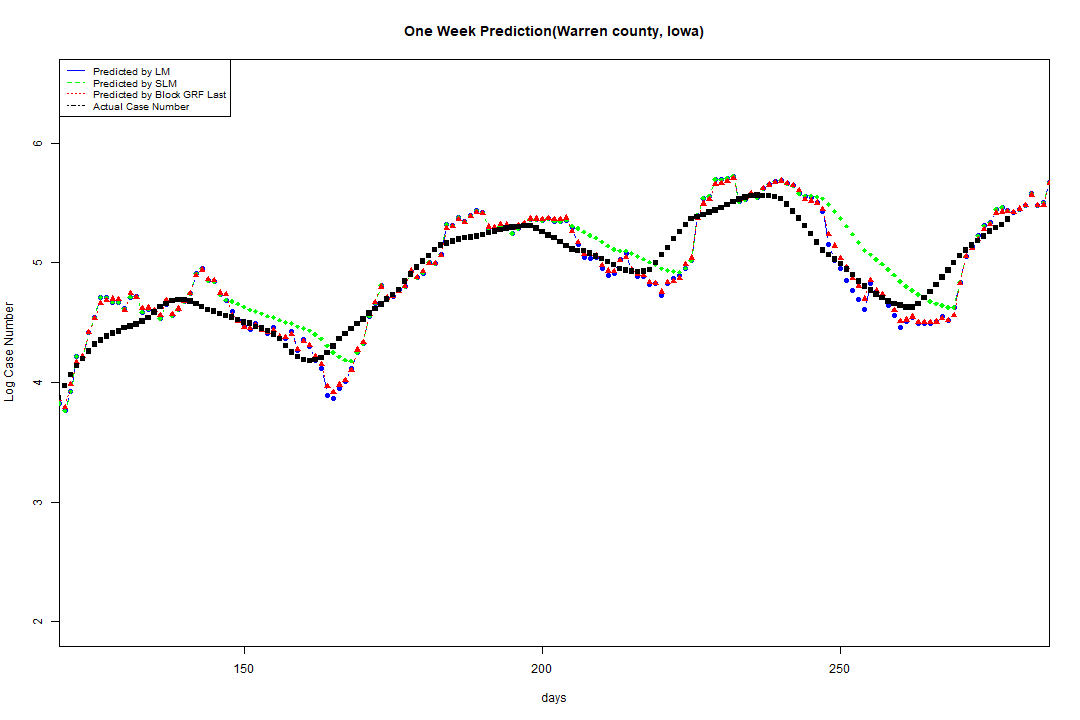 One Week Prediction(Warren county, Iowa)
Predicted by LM
Predicted by SLM
Predicted by Block GRF Last
Actual Case Number
6
5
4
3
2
Log Case Number
150 200 250
days